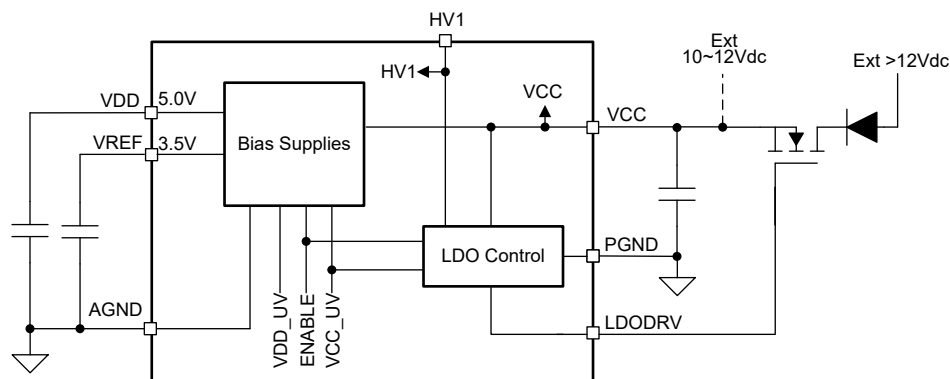 HV1
Ext
10~12Vdc
Ext >12Vdc
HV1
VDD
5.0V
VCC
VCC
VREF
3.5V
Bias Supplies
LDO Control
PGND
AGND
VDD_UV
ENABLE
VCC_UV
LDODRV